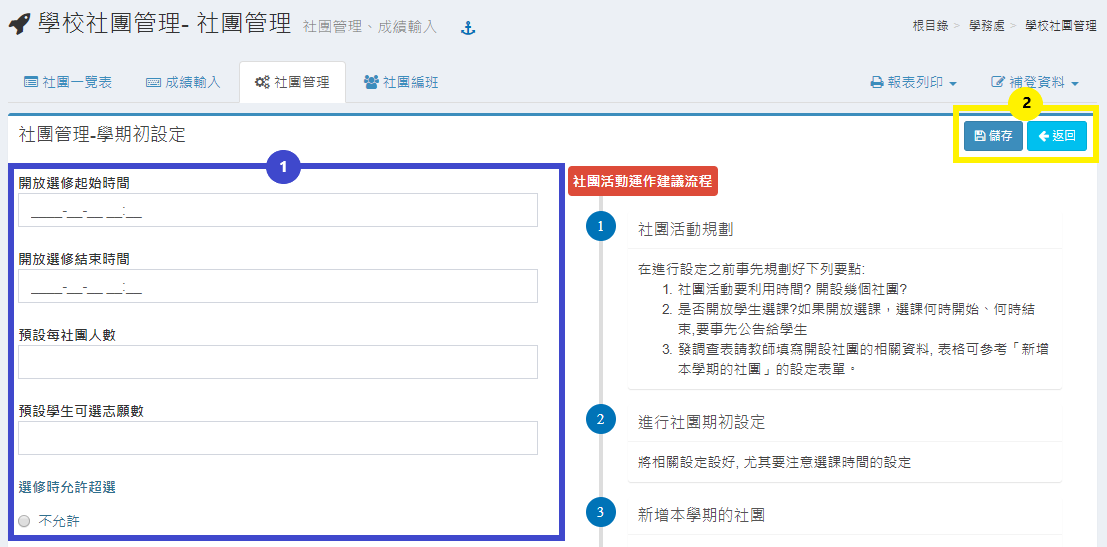 學校社團管理- 社團管理 社團管理、成績輸入
根目錄 > 學務處 > 學校社團管理
社團一覽表 成績輸入 社團管理 社團編班 報表列印 補登資料
2
社團管理-學期初設定
儲存 返回
1
開放選修起始時間
____-__-__ __:__
開放選修結束時間
____-__-__ __:__
預設每社團人數
預設學生可選志願數
選修時允許超選
不允許
社團活動運作建議流程
1 社團活動規劃
在進行設定之前事先規劃好下列要點:
1. 社團活動要利用時間? 開設幾個社團?
2. 是否開放學生選課?如果開放選課，選課何時開始、何時結
束,要事先公告給學生
3. 發調查表請教師填寫開設社團的相關資料, 表格可參考「新增
本學期的社團」的設定表單。
2 進行社團期初設定
將相關設定設好, 尤其要注意選課時間的設定
3 新增本學期的社團